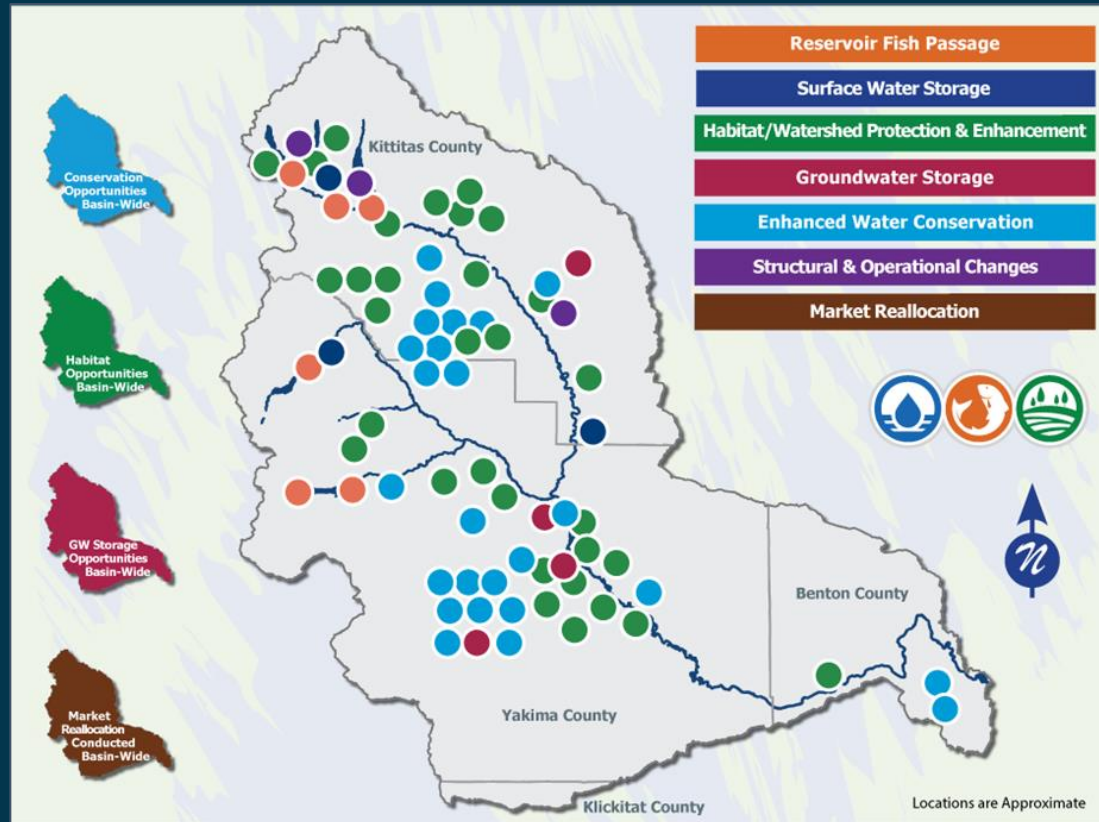 Reservoir Fish Passage
Surface Water Storage
Habitat/Watershed Protection & Enhancement
Groundwater Storage
Enhanced Water Conservation
Structural & Operational Changes
Market Reallocation
Kittitas County
Conservation
Opportunities
Basin-Wide
Habitat
Opportunities
Basin-Wide
GW Storage
Opportunities
Basin-Wide
Market
Reallocation
Conducted
Basin-Wide
N
Benton County
Yakima County
Klickitat County
Locations are Approximate